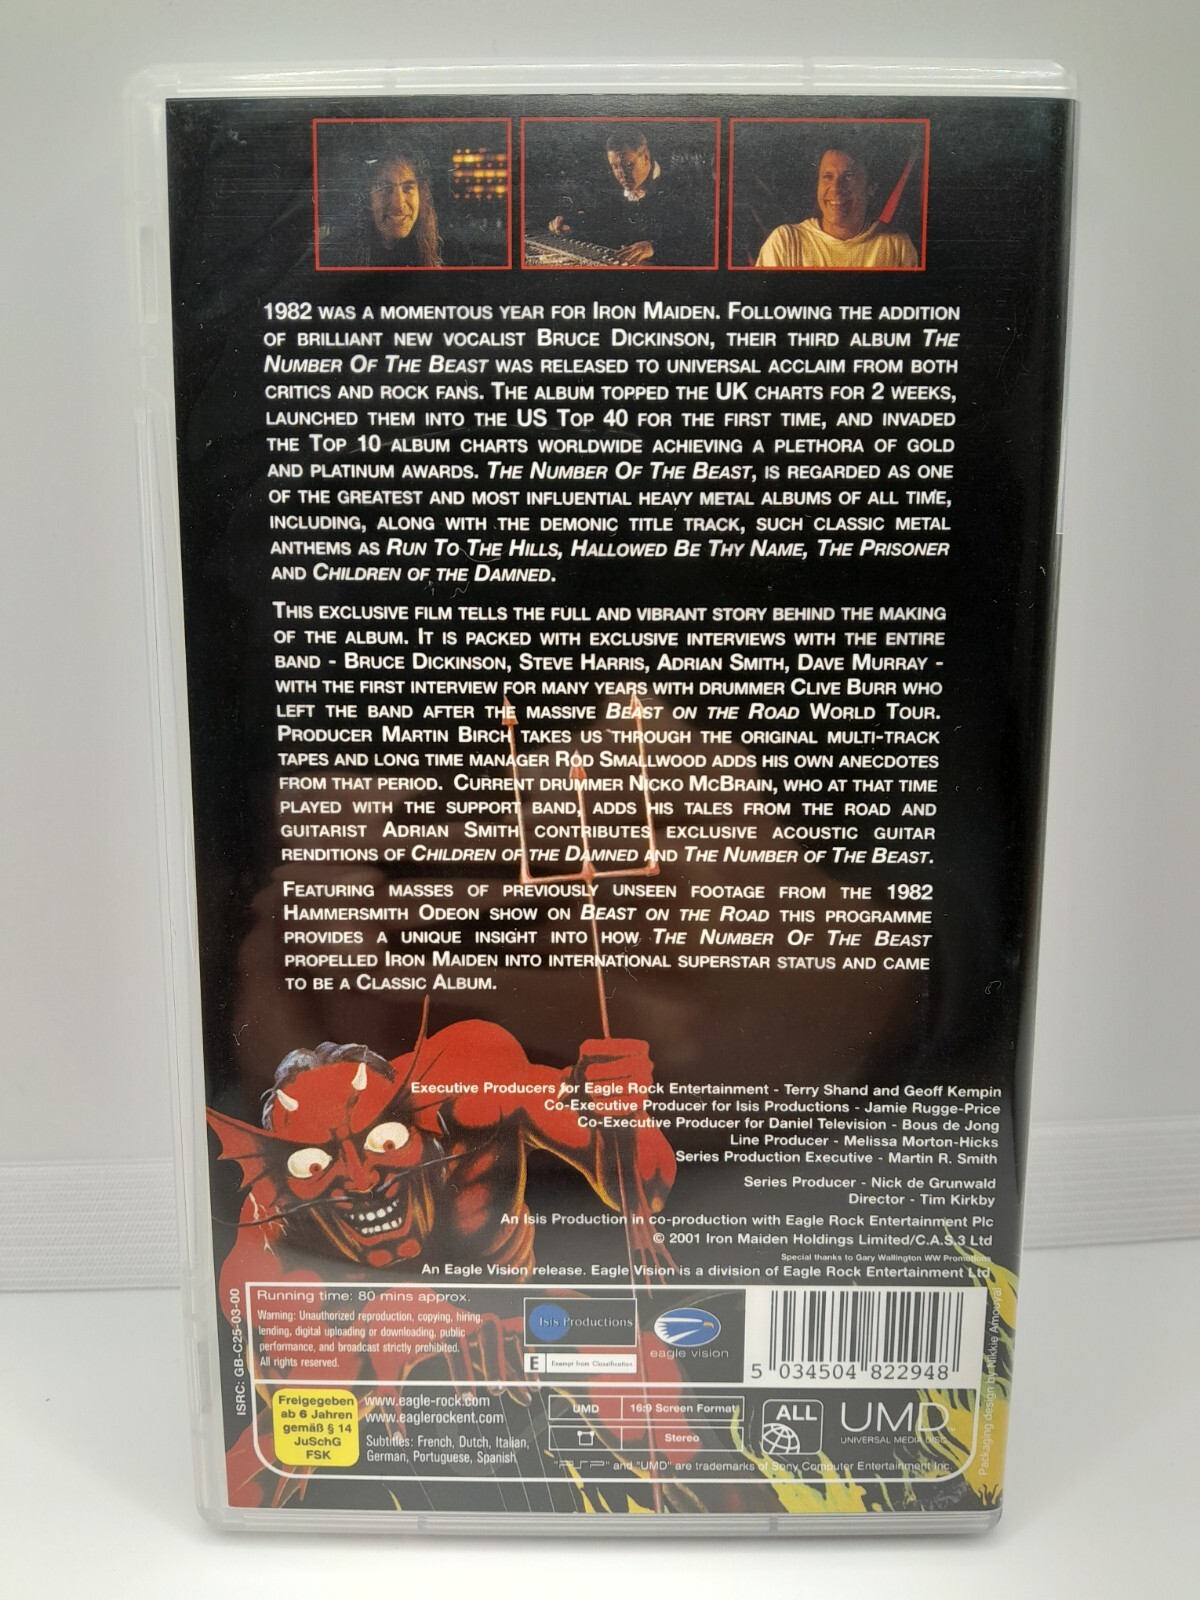 1982 WAS A MOMENTOUS YEAR FOR IRON MAIDEN. FOLLOWING THE ADDITION
OF BRILLIANT NEW VOCALIST BRUCE DICKINSON, THEIR THIRD ALBUM THE
NUMBER OF THE BEAST WAS RELEASED TO UNIVERSAL ACCLAIM FROM BOTH
CRITICS AND ROCK FANS. THE ALBUM TOPPED THE UK CHARTS FOR 2 WEEKS,
LAUNCHED THEM INTO THE US TOP 40 FOR THE FIRST TIME, AND INVADED
THE TOP 10 ALBUM CHARTS WORLDWIDE ACHIEVING A PLETHORA OF GOLD
AND PLATINUM AWARDS. THE NUMBER OF THE BEAST, IS REGARDED AS ONE
OF THE GREATEST AND MOST INFLUENTIAL HEAVY METAL ALBUMS OF ALL TIME,
INCLUDING, ALONG WITH THE DEMONIC TITLE TRACK, SUCH CLASSIC METAL
ANTHEMS AS RUN TO THE HILLS, HALLOWED BE THY NAME, THE PRISONER
AND CHILDREN OF THE DAMNED.
THIS EXCLUSIVE FILM TELLS THE FULL AND VIBRANT STORY BEHIND THE MAKING
OF THE ALBUM. IT IS PACKED WITH EXCLUSIVE INTERVIEWS WITH THE ENTIRE
BAND - BRUCE DICKINSON, STEVE HARRIS, ADRIAN SMITH, DAVE MURRAY -
WITH THE FIRST INTERVIEW FOR MANY YEARS WITH DRUMMER CLIVE BURR WHO
LEFT THE BAND AFTER THE MASSIVE BEAST ON THE ROAD WORLD TOUR.
PRODUCER MARTIN BIRCH TAKES US THROUGH THE ORIGINAL MULTI-TRACK
TAPES AND LONG TIME MANAGER ROD SMALLWOOD ADDS HIS OWN ANECDOTES
FROM THAT PERIOD. CURRENT DRUMMER NICKO MCBRAIN, WHO AT THAT TIME
PLAYED WITH THE SUPPORT BAND, ADDS HIS TALES FROM THE ROAD AND
GUITARIST ADRIAN SMITH CONTRIBUTES EXCLUSIVE ACOUSTIC GUITAR
RENDITIONS OF CHILDREN OF THE DAMNED AND THE NUMBER OF THE BEAST.
FEATURING MASSES OF PREVIOUSLY UNSEEN FOOTAGE FROM THE 1982
HAMMERSMITH ODEON SHOW ON BEAST ON THE ROAD THIS PROGRAMME
PROVIDES A UNIQUE INSIGHT INTO HOW THE NUMBER OF THE BEAST
PROPELLED IRON MAIDEN INTO INTERNATIONAL SUPERSTAR STATUS AND CAME
TO BE A CLASSIC ALBUM.
Executive Producers for Eagle Rock Entertainment - Terry Shand and Geoff Kempin
Co-Executive Producer for Isis Productions - Jamie Rugge-Price
Co-Executive Producer for Daniel Television - Bous de Jong
Line Producer - Melissa Morton-Hicks
Series Production Executive - Martin R. Smith
Series Producer - Nick de Grunwald
Director - Tim Kirkby
An Isis Production in co-production with Eagle Rock Entertainment Plc
© 2001 Iron Maiden Holdings Limited/C.A.S.3 Ltd
Special thanks to Gary Wallington WW Promotions
An Eagle Vision release. Eagle Vision is a division of Eagle Rock Entertainment Ltd
ISRC: GB-C25-03-00
Running time: 80 mins approx.
Warning: Unauthorized reproduction, copying, hiring,
lending, digital uploading or downloading, public
performance, and broadcast strictly prohibited.
All rights reserved.
Isis Productions
E Exempt from Classification
eagle vision
5 034504 822948
Freigegeben
ab 6 Jahren
gemäß § 14
JuSchG
FSK
www.eagle-rock.com
www.eaglerockent.com
Subtitles: French, Dutch, Italian,
German, Portuguese, Spanish
UMD 16:9 Screen Format
Stereo
ALL
UMD
UNIVERSAL MEDIA DISC
"PSP" and "UMD" are trademarks of Sony Computer Entertainment Inc.
Packaging design by Nikkie Amouyal